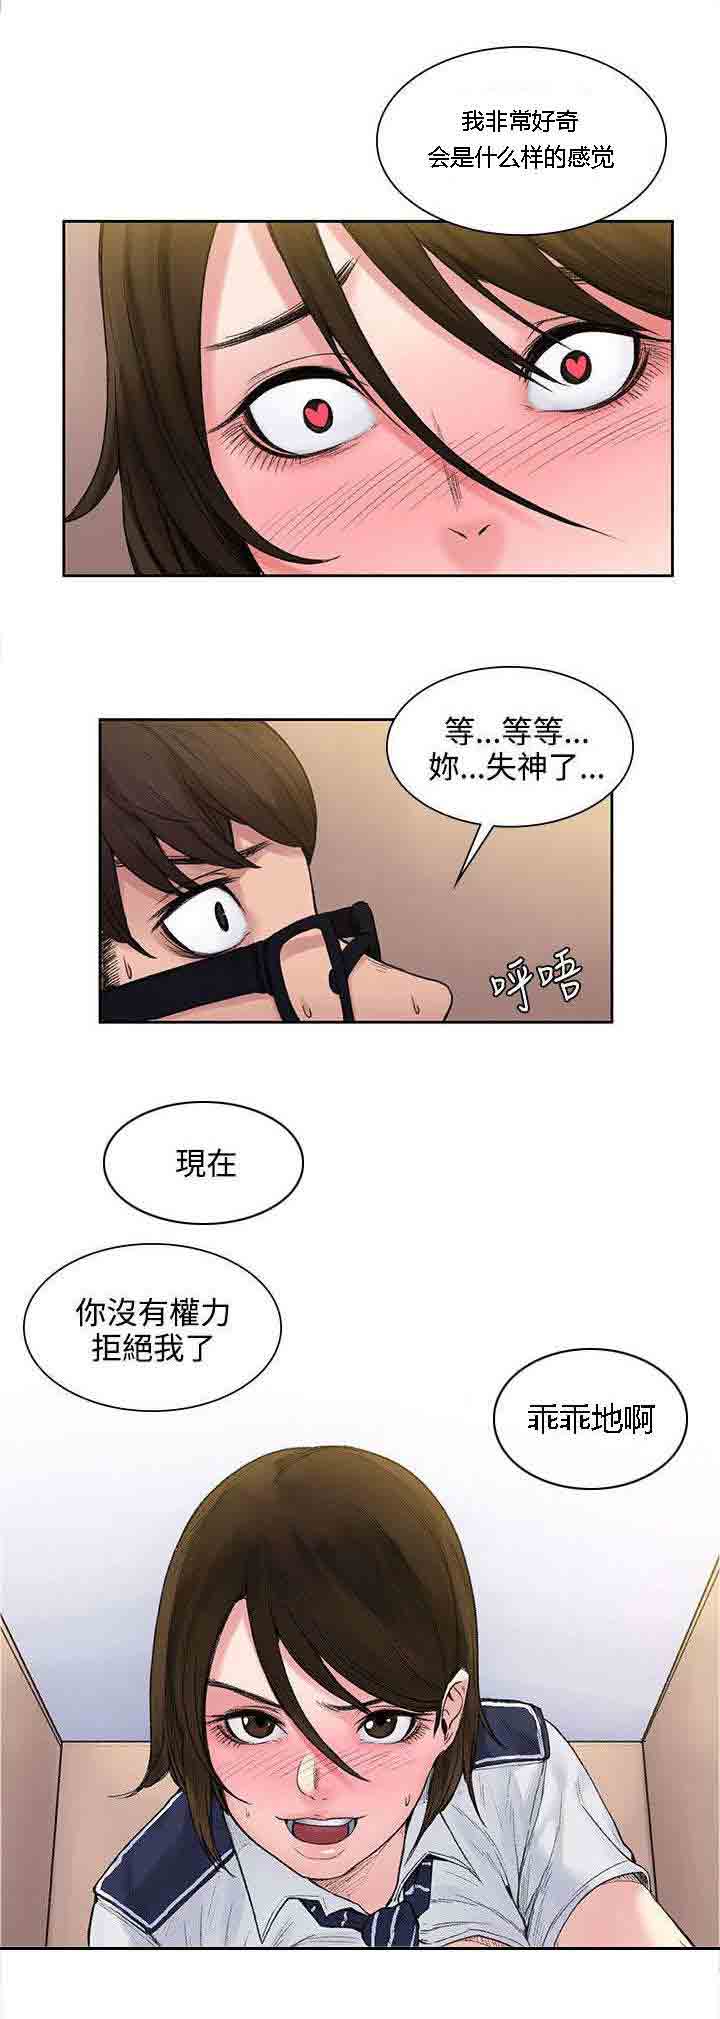 我非常好奇
会是什么样的感觉
等...等等...
妳...失神了...
呼唔
現在
你沒有權力
拒絕我了
乖乖地啊